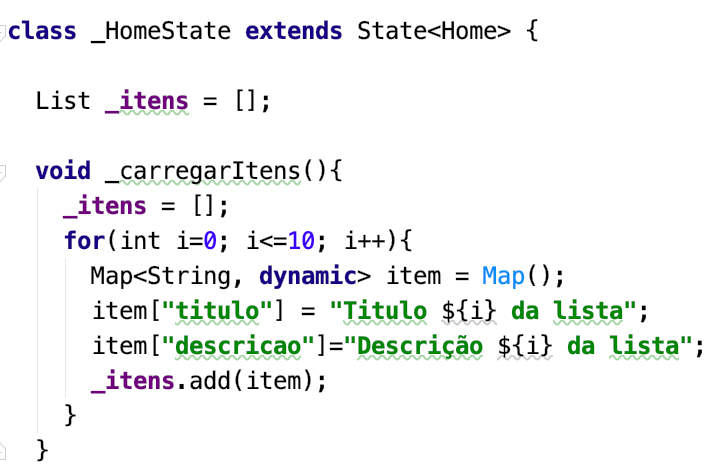 class _HomeState extends State<Home> {
List _itens = [];
void _carregarItens(){
_itens = [];
for(int i=0; i<=10; i++){
Map<String, dynamic> item = Map();
item["titulo"] = "Titulo ${i} da lista";
item["descricao"]="Descrição ${i} da lista";
_itens.add(item);
}
}